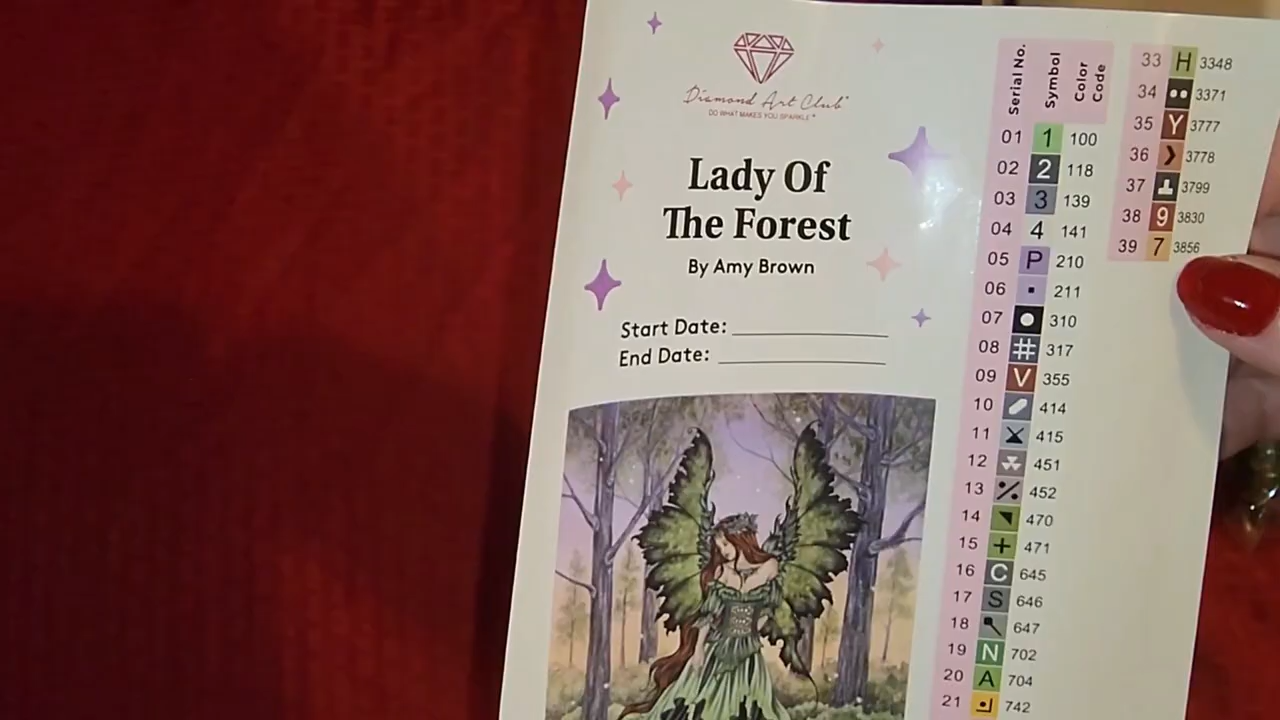 Diamond Art Club
DO WHAT MAKES YOU SPARKLE
Lady Of
The Forest
By Amy Brown
Start Date:
End Date:
Serial No. Symbol Color Code
01 1 100
02 2 118
03 3 139
04 4 141
05 P 210
06 ▪ 211
07 ● 310
08 # 317
09 V 355
10 414
11 415
12 451
13 452
14 470
15 + 471
16 C 645
17 S 646
18 647
19 N 702
20 A 704
21 742
33 H 3348
34 •• 3371
35 Y 3777
36 ❯ 3778
37 3799
38 9 3830
39 7 3856